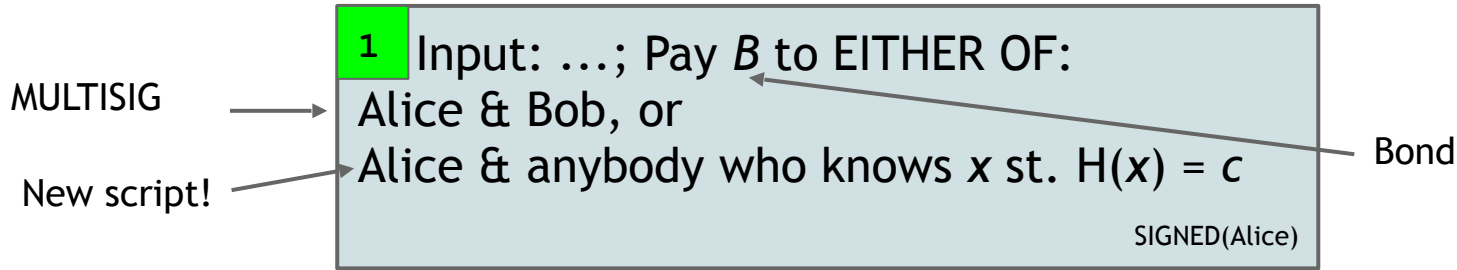 1 Input: ...; Pay B to EITHER OF:
MULTISIG
Alice & Bob, or
Bond
Alice & anybody who knows x st. H(x) = c
New script!
SIGNED(Alice)